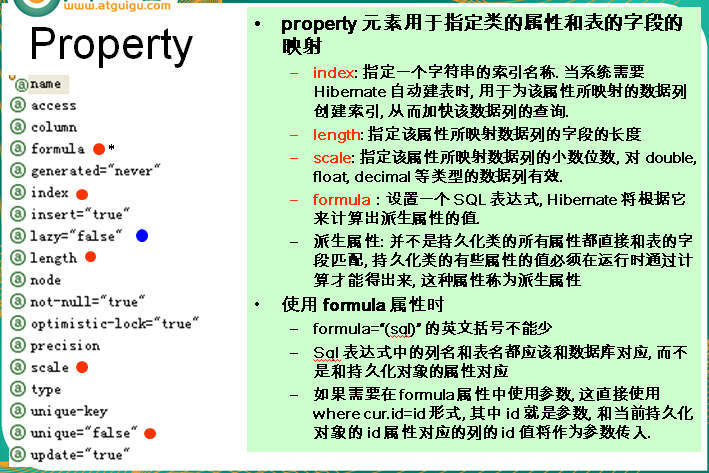 www.atguigu.com
Property
name
access
column
formula *
generated="never"
index
insert="true"
lazy="false"
length
node
not-null="true"
optimistic-lock="true"
precision
scale
type
unique-key
unique="false"
update="true"
• property 元素用于指定类的属性和表的字段的
映射
– index: 指定一个字符串的索引名称. 当系统需要
Hibernate 自动建表时, 用于为该属性所映射的数据列
创建索引, 从而加快该数据列的查询.
– length: 指定该属性所映射数据列的字段的长度
– scale: 指定该属性所映射数据列的小数位数, 对 double,
float, decimal 等类型的数据列有效.
– formula：设置一个 SQL 表达式, Hibernate 将根据它
来计算出派生属性的值.
– 派生属性: 并不是持久化类的所有属性都直接和表的字
段匹配, 持久化类的有些属性的值必须在运行时通过计
算才能得出来, 这种属性称为派生属性
• 使用 formula 属性时
– formula=“(sql)” 的英文括号不能少
– Sql 表达式中的列名和表名都应该和数据库对应, 而不
是和持久化对象的属性对应
– 如果需要在 formula 属性中使用参数, 这直接使用
where cur.id=id 形式, 其中 id 就是参数, 和当前持久化
对象的 id 属性对应的列的 id 值将作为参数传入.